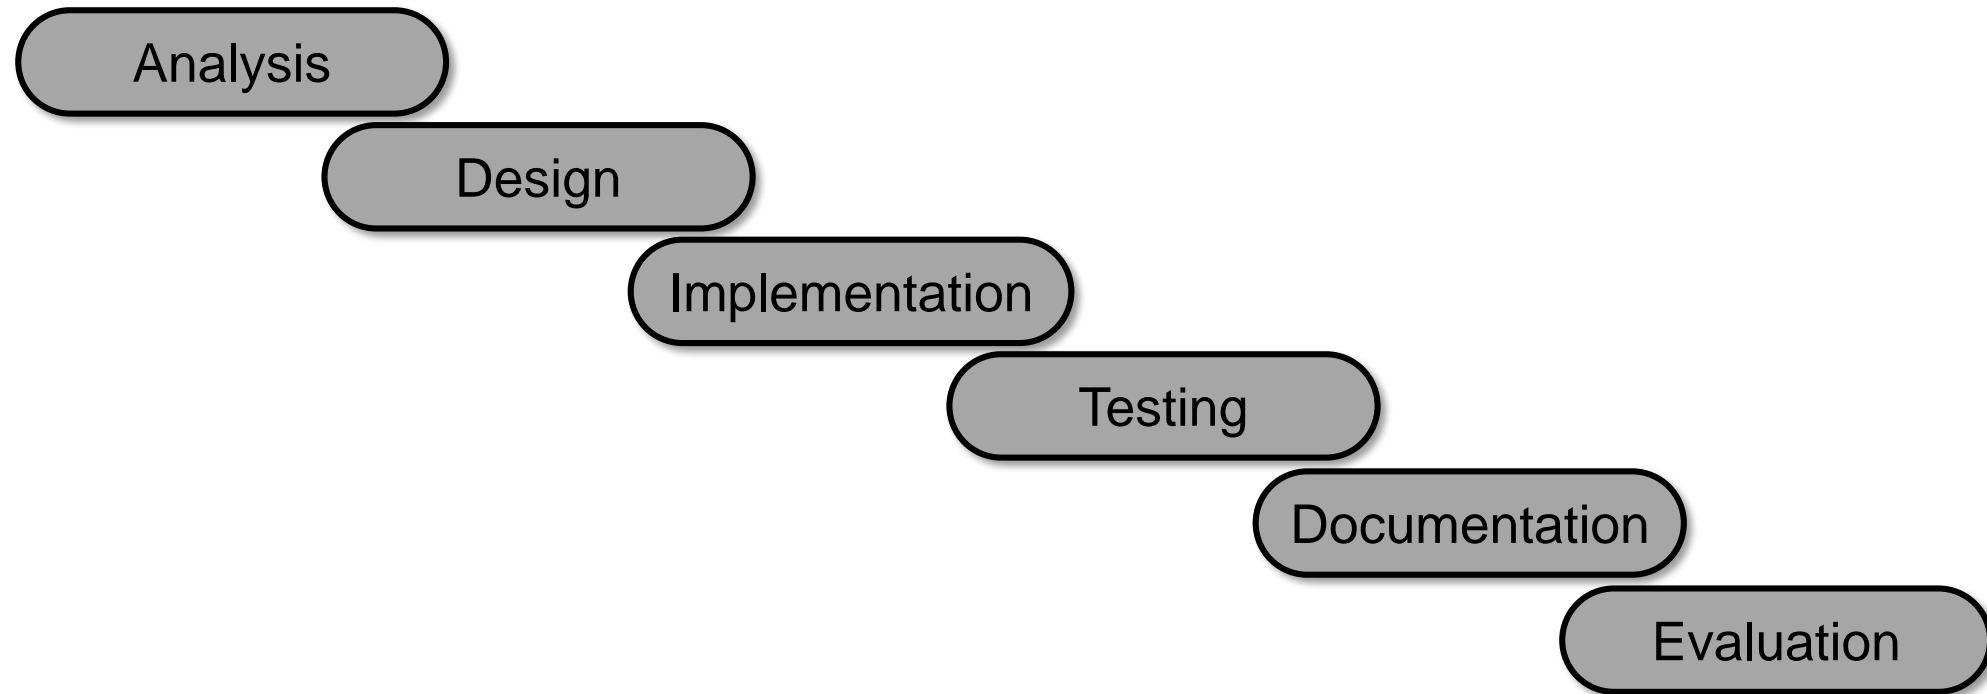 Analysis
Design
Implementation
Testing
Documentation
Evaluation